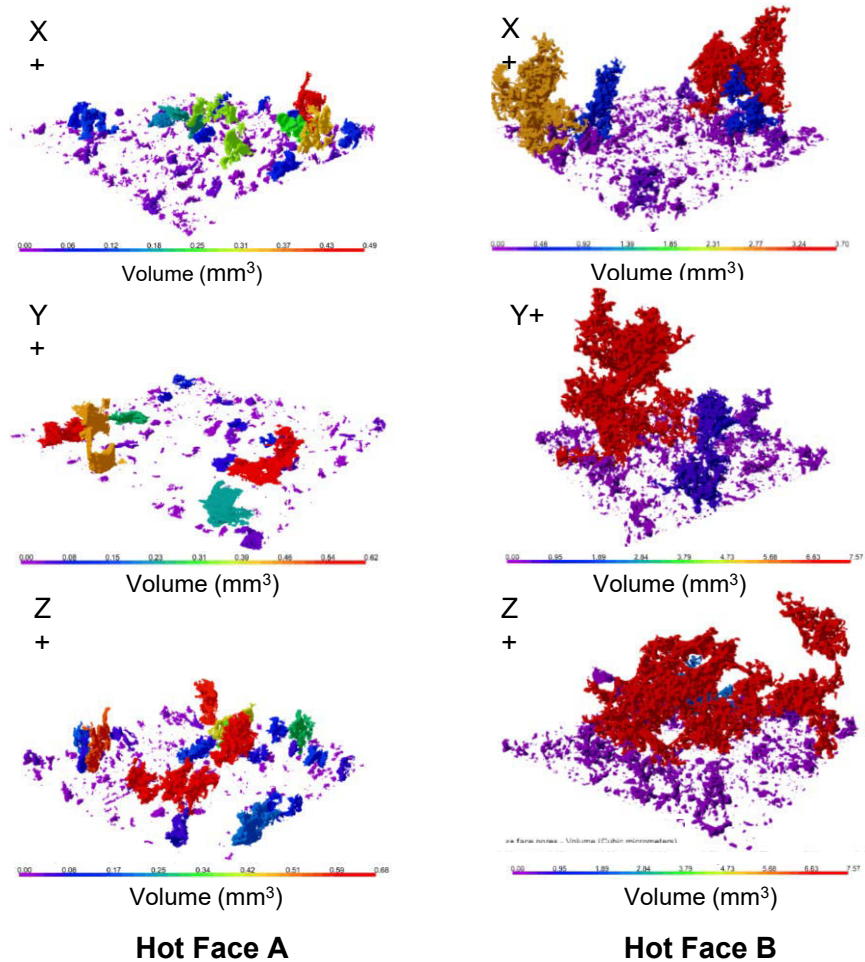 X
+
0.00 0.06 0.12 0.18 0.25 0.31 0.37 0.43 0.49
Volume (mm³)
X
+
0.00 0.46 0.92 1.39 1.85 2.31 2.77 3.24 3.70
Volume (mm³)
Y
+
0.00 0.08 0.15 0.23 0.31 0.39 0.46 0.54 0.62
Volume (mm³)
Y+
0.00 0.95 1.89 2.84 3.79 4.73 5.68 6.63 7.57
Volume (mm³)
Z
+
0.00 0.08 0.17 0.25 0.34 0.42 0.51 0.59 0.68
Volume (mm³)
Z
+
ze face pores - Volume (Cubic micrometers)
0.00 0.95 1.89 2.84 3.79 4.73 5.68 6.63 7.57
Volume (mm³)
Hot Face A
Hot Face B